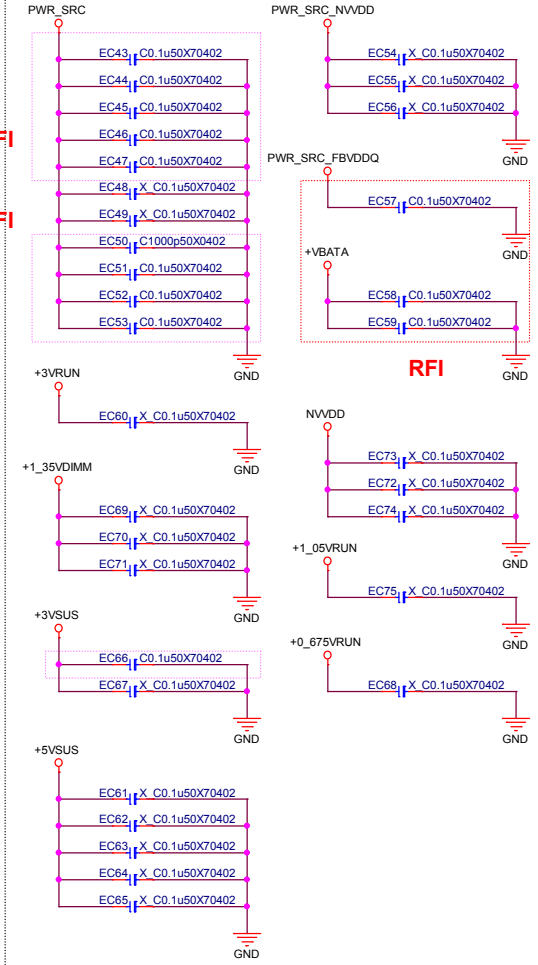 PWR_SRC
EC43 C0.1u50X70402
EC44 C0.1u50X70402
EC45 C0.1u50X70402
EC46 C0.1u50X70402
FI
EC47 C0.1u50X70402
EC48 X_C0.1u50X70402
FI
EC49 X_C0.1u50X70402
EC50 C1000p50X0402
EC51 C0.1u50X70402
EC52 C0.1u50X70402
EC53 C0.1u50X70402
GND
+3VRUN
EC60 X_C0.1u50X70402
GND
+1_35VDIMM
EC69 X_C0.1u50X70402
EC70 X_C0.1u50X70402
EC71 X_C0.1u50X70402
GND
+3VSUS
EC66 C0.1u50X70402
EC67 X_C0.1u50X70402
GND
+5VSUS
EC61 X_C0.1u50X70402
EC62 X_C0.1u50X70402
EC63 X_C0.1u50X70402
EC64 X_C0.1u50X70402
EC65 X_C0.1u50X70402
GND
PWR_SRC_NVVDD
EC54 X_C0.1u50X70402
EC55 X_C0.1u50X70402
EC56 X_C0.1u50X70402
GND
PWR_SRC_FBVDDQ
EC57 C0.1u50X70402
GND
+VBATA
EC58 C0.1u50X70402
EC59 C0.1u50X70402
GND
RFI
NVVDD
EC73 X_C0.1u50X70402
EC72 X_C0.1u50X70402
EC74 X_C0.1u50X70402
GND
+1_05VRUN
EC75 X_C0.1u50X70402
GND
+0_675VRUN
EC68 X_C0.1u50X70402
GND